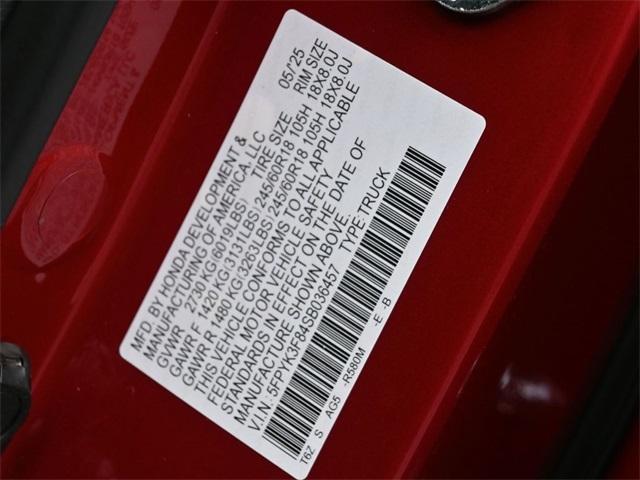 MFD. BY HONDA DEVELOPMENT &
MANUFACTURING OF AMERICA, LLC 05/'25
GVWR 2730 KG(6019LBS) TIRE SIZE RIM SIZE
GAWR F 1420 KG(3131LBS) 245/60R18 105H 18X8.0J
GAWR R 1480 KG(3263LBS) 245/60R18 105H 18X8.0J
THIS VEHICLE CONFORMS TO ALL APPLICABLE
FEDERAL MOTOR VEHICLE SAFETY
STANDARDS IN EFFECT ON THE DATE OF
MANUFACTURE SHOWN ABOVE.
V.I.N.: 5FPYK3F84SB036457 TYPE:TRUCK
T6Z S AG5 -R580M -E -B